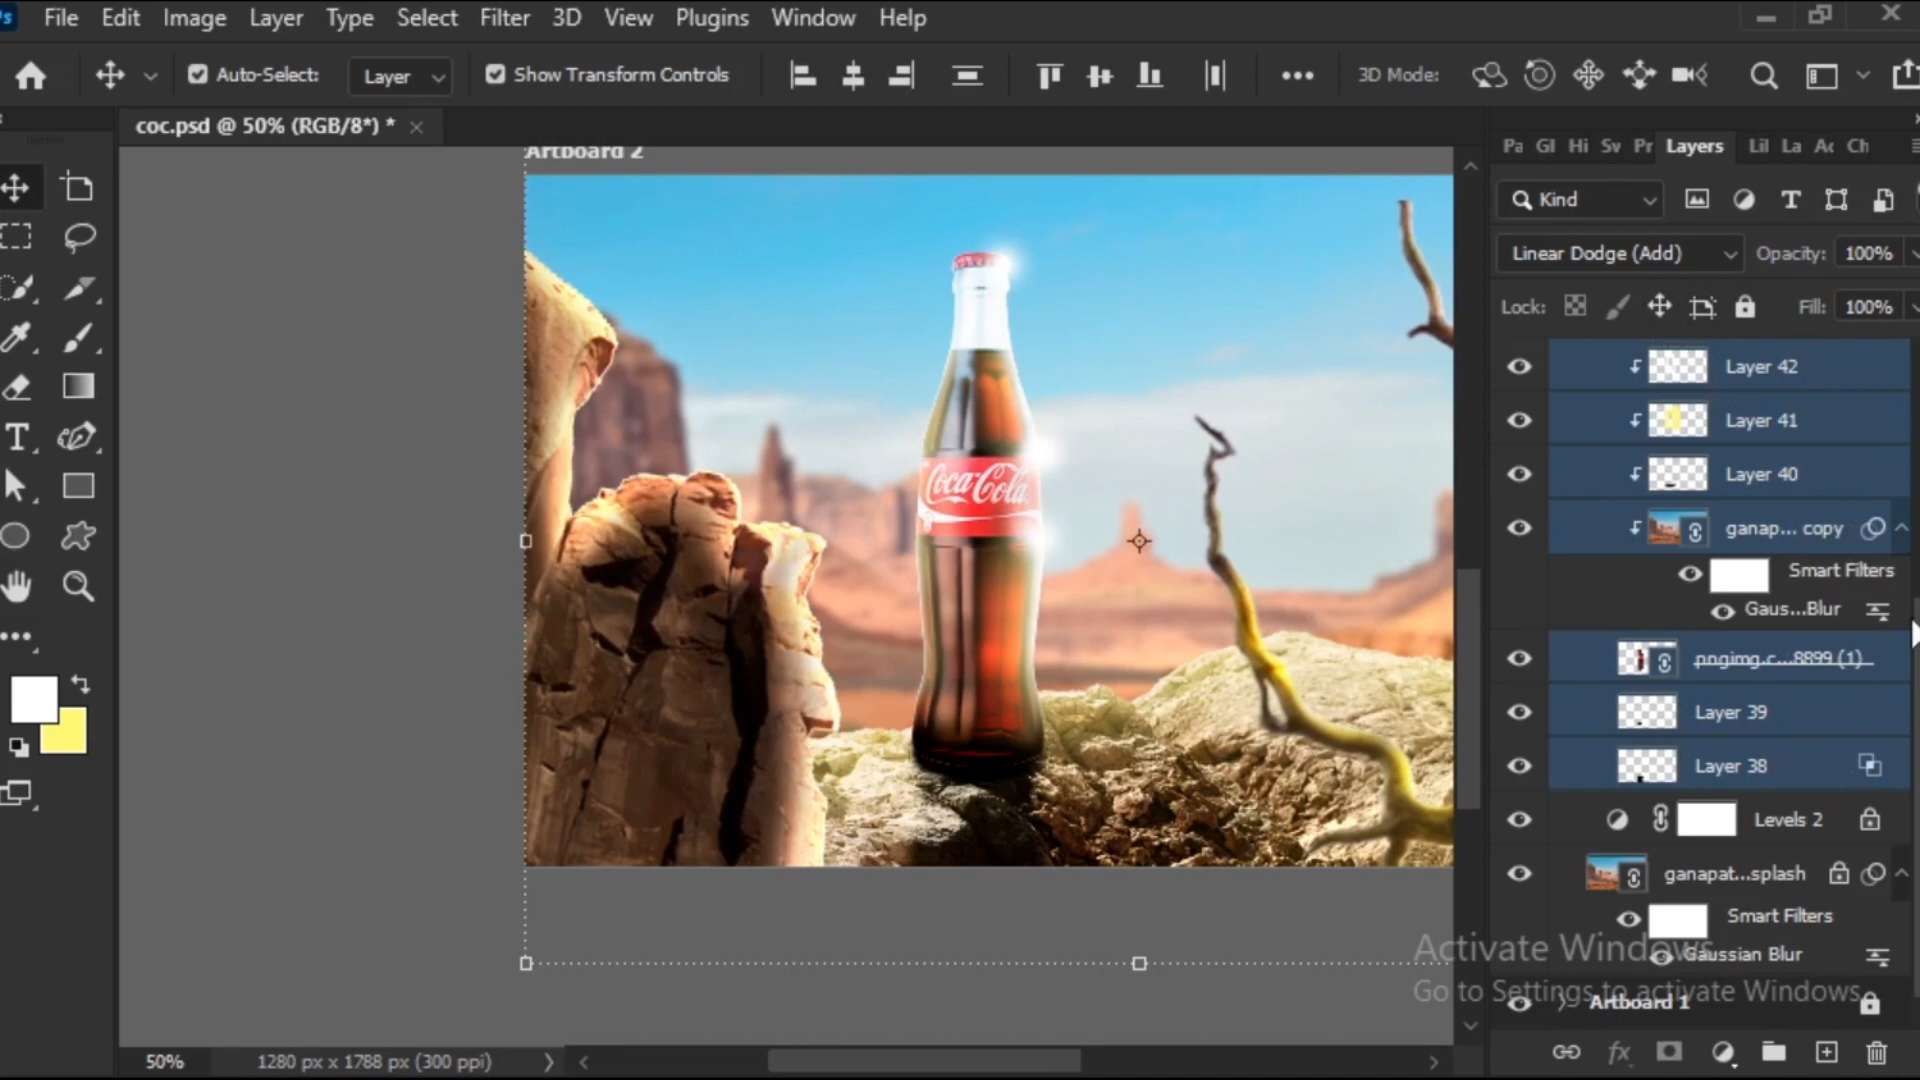 File Edit Image Layer Type Select Filter 3D View Plugins Window Help
Auto-Select: Layer Show Transform Controls 3D Mode:
coc.psd @ 50% (RGB/8*) *
Artboard 2
Pa Gl Hi Sv Pr Layers Lil La Ac Ch
Kind
Linear Dodge (Add) Opacity: 100%
Lock: Fill: 100%
Layer 42
Layer 41
Layer 40
ganap... copy
Smart Filters
Gaus...Blur
pngimg.c...8899 (1)
Layer 39
Layer 38
Levels 2
ganapat...splash
Smart Filters
Gaussian Blur
Artboard 1
Coca-Cola
Activate Windows
Go to Settings to activate Windows.
50% 1280 px x 1788 px (300 ppi)